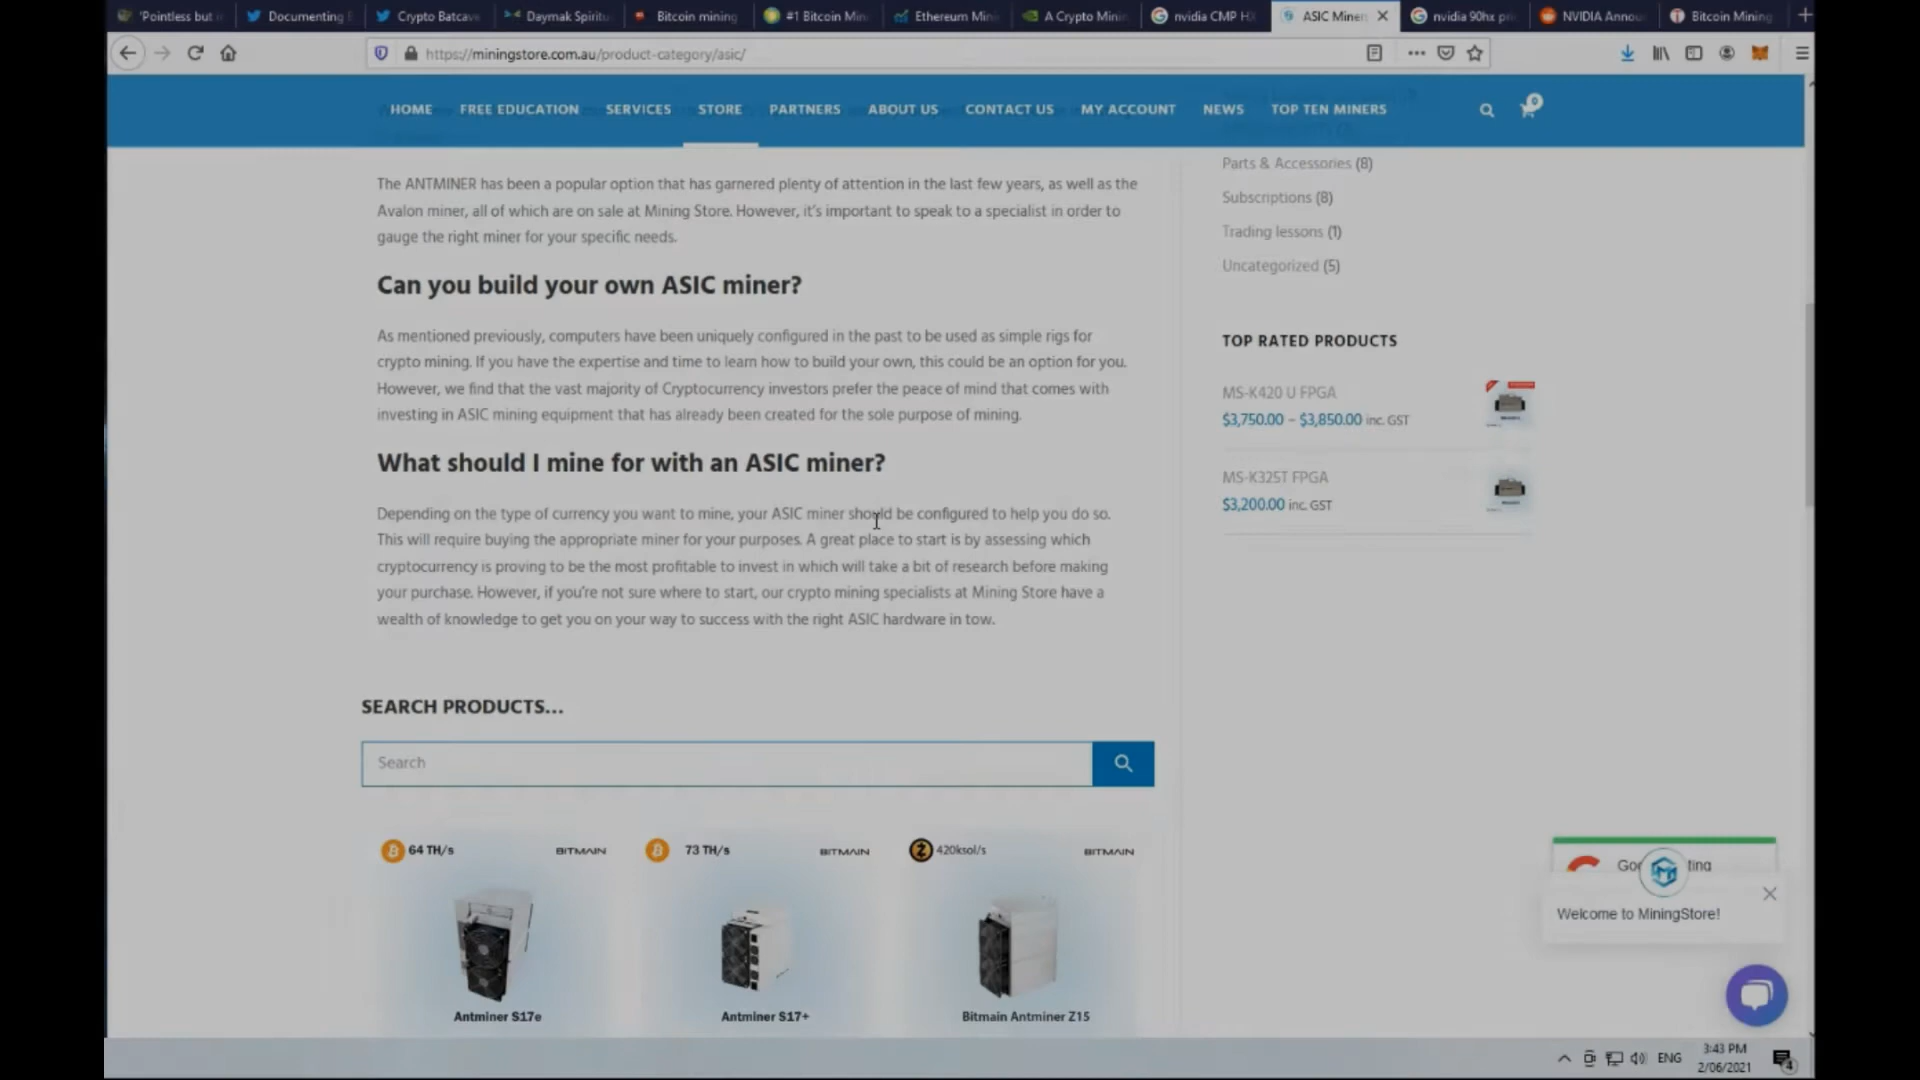 'Pointless but i
Documenting B
Crypto Batcave
Daymak Spiritu
Bitcoin mining
#1 Bitcoin Min
Ethereum Mini
A Crypto Minin
nvidia CMP HX
ASIC Miner
nvidia 90hx pri
NVIDIA Annou
Bitcoin Mining
https://miningstore.com.au/product-category/asic/
HOME FREE EDUCATION SERVICES STORE PARTNERS ABOUT US CONTACT US MY ACCOUNT NEWS TOP TEN MINERS
0
The ANTMINER has been a popular option that has garnered plenty of attention in the last few years, as well as the
Avalon miner, all of which are on sale at Mining Store. However, it's important to speak to a specialist in order to
gauge the right miner for your specific needs.
Can you build your own ASIC miner?
As mentioned previously, computers have been uniquely configured in the past to be used as simple rigs for
crypto mining. If you have the expertise and time to learn how to build your own, this could be an option for you.
However, we find that the vast majority of Cryptocurrency investors prefer the peace of mind that comes with
investing in ASIC mining equipment that has already been created for the sole purpose of mining.
What should I mine for with an ASIC miner?
Depending on the type of currency you want to mine, your ASIC miner should be configured to help you do so.
This will require buying the appropriate miner for your purposes. A great place to start is by assessing which
cryptocurrency is proving to be the most profitable to invest in which will take a bit of research before making
your purchase. However, if you're not sure where to start, our crypto mining specialists at Mining Store have a
wealth of knowledge to get you on your way to success with the right ASIC hardware in tow.
SEARCH PRODUCTS...
Search
64 TH/s BITMAIN
73 TH/s BITMAIN
420ksol/s BITMAIN
Antminer S17e
Antminer S17+
Bitmain Antminer Z15
Parts & Accessories (8)
Subscriptions (8)
Trading lessons (1)
Uncategorized (5)
TOP RATED PRODUCTS
MS-K420 U FPGA
$3,750.00 – $3,850.00 inc. GST
MS-K325T FPGA
$3,200.00 inc. GST
Welcome to MiningStore!
ENG
3:43 PM
2/06/2021
4